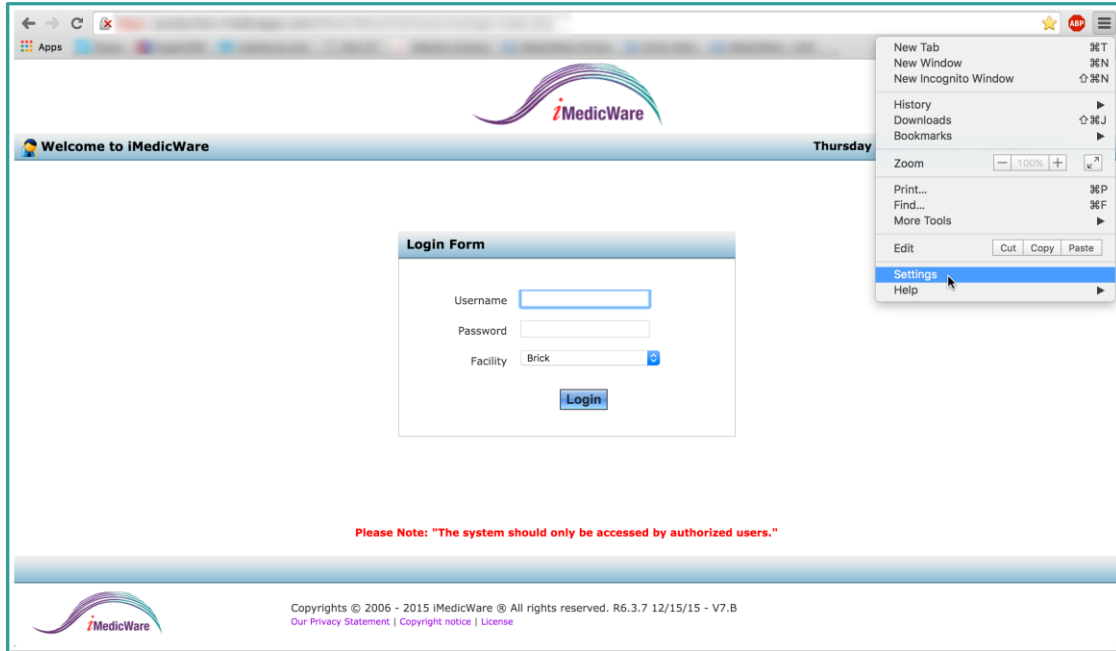 Apps
ABP
New Tab ⌘T
New Window ⌘N
New Incognito Window ⇧⌘N
History ▶
Downloads ⇧⌘J
Bookmarks ▶
Zoom − 100% +
Print... ⌘P
Find... ⌘F
More Tools ▶
Edit Cut Copy Paste
Settings
Help ▶
iMedicWare
Welcome to iMedicWare Thursday
Login Form
Username
Password
Facility Brick
Login
Please Note: "The system should only be accessed by authorized users."
iMedicWare
Copyrights © 2006 - 2015 iMedicWare ® All rights reserved. R6.3.7 12/15/15 - V7.B
Our Privacy Statement | Copyright notice | License